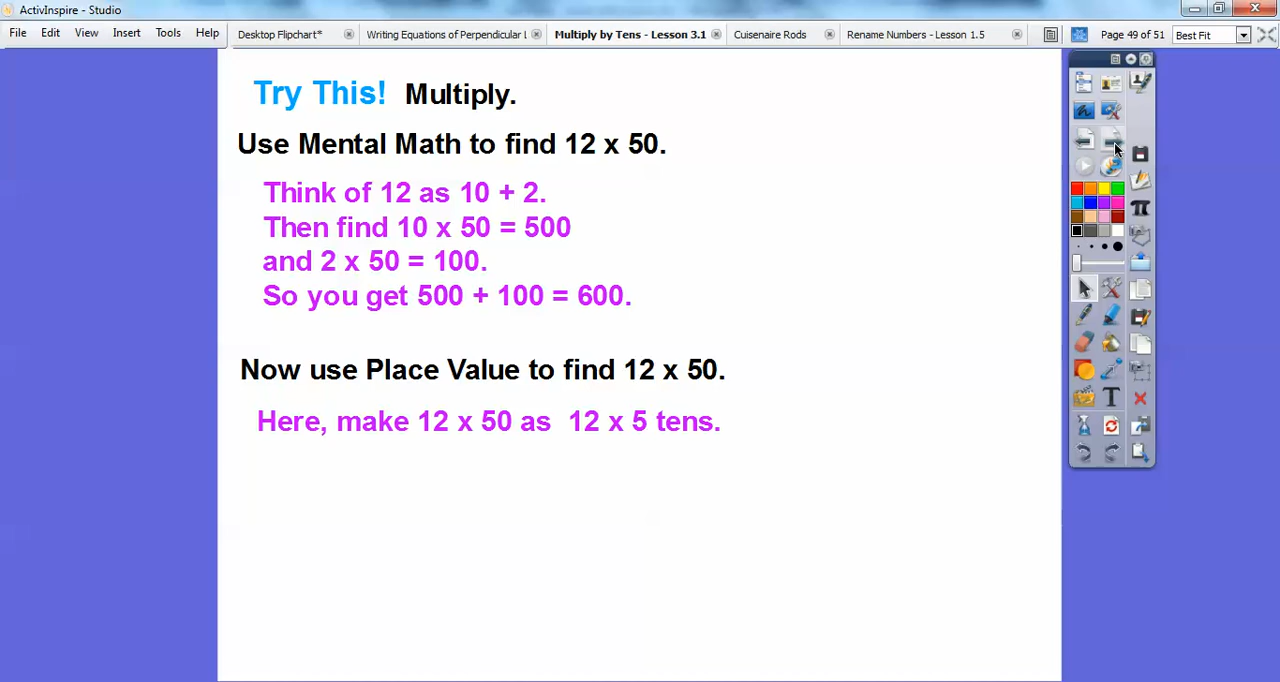 ActivInspire - Studio
File Edit View Insert Tools Help
Desktop Flipchart* Writing Equations of Perpendicular L Multiply by Tens - Lesson 3.1 Cuisenaire Rods Rename Numbers - Lesson 1.5
Page 49 of 51 Best Fit
Try This! Multiply.
Use Mental Math to find 12 x 50.
Think of 12 as 10 + 2.
Then find 10 x 50 = 500
and 2 x 50 = 100.
So you get 500 + 100 = 600.
Now use Place Value to find 12 x 50.
Here, make 12 x 50 as 12 x 5 tens.